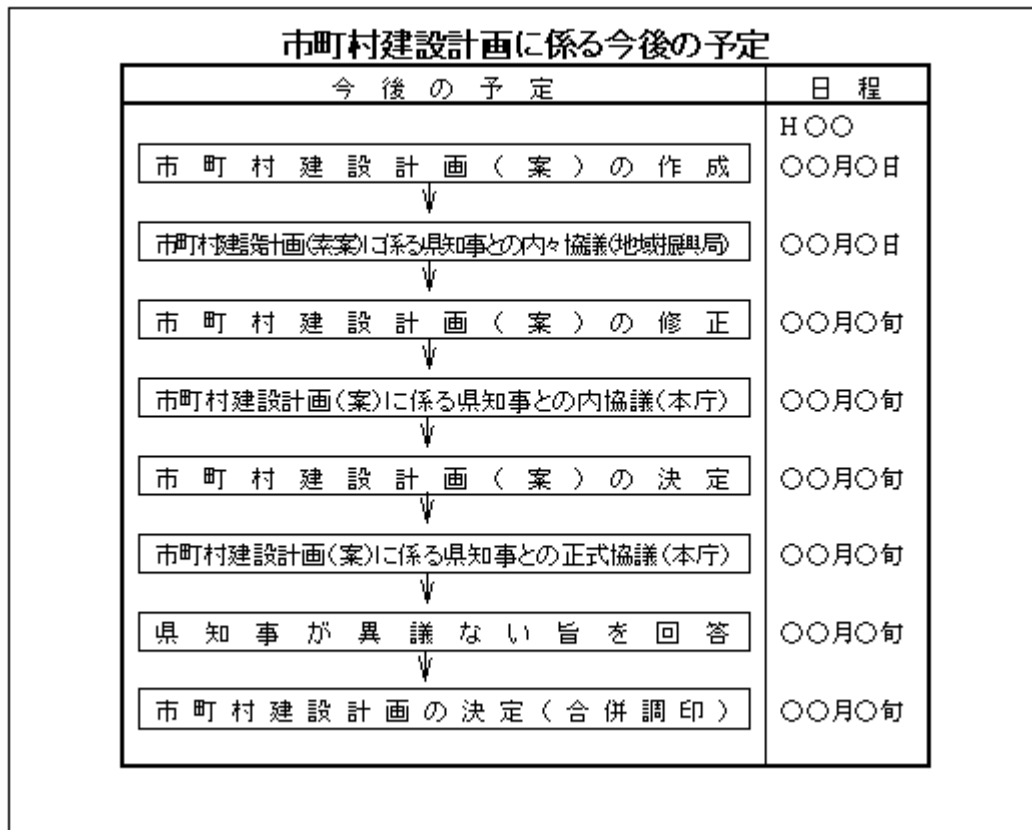 市町村建設計画に係る今後の予定
今後の予定 日程
H○○
市町村建設計画(案)の作成 ○○月○日
市町村建設計画(素案)に係る県知事との内々協議(地域振興局) ○○月○日
市町村建設計画(案)の修正 ○○月○旬
市町村建設計画(案)に係る県知事との内協議(本庁) ○○月○旬
市町村建設計画(案)の決定 ○○月○旬
市町村建設計画(案)に係る県知事との正式協議(本庁) ○○月○旬
県知事が異議ない旨を回答 ○○月○旬
市町村建設計画の決定(合併調印) ○○月○旬